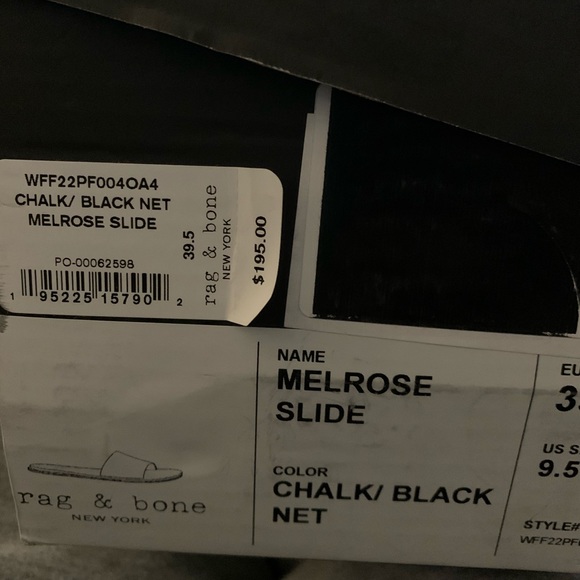 WFF22PF004OA4
CHALK/ BLACK NET
MELROSE SLIDE
PO-00062598
1 95225 15790 2
39.5
rag & bone
NEW YORK
$195.00
NAME
MELROSE
SLIDE
COLOR
CHALK/ BLACK
NET
rag & bone
NEW YORK
EU
3
US S
9.5
STYLE#
WFF22PF